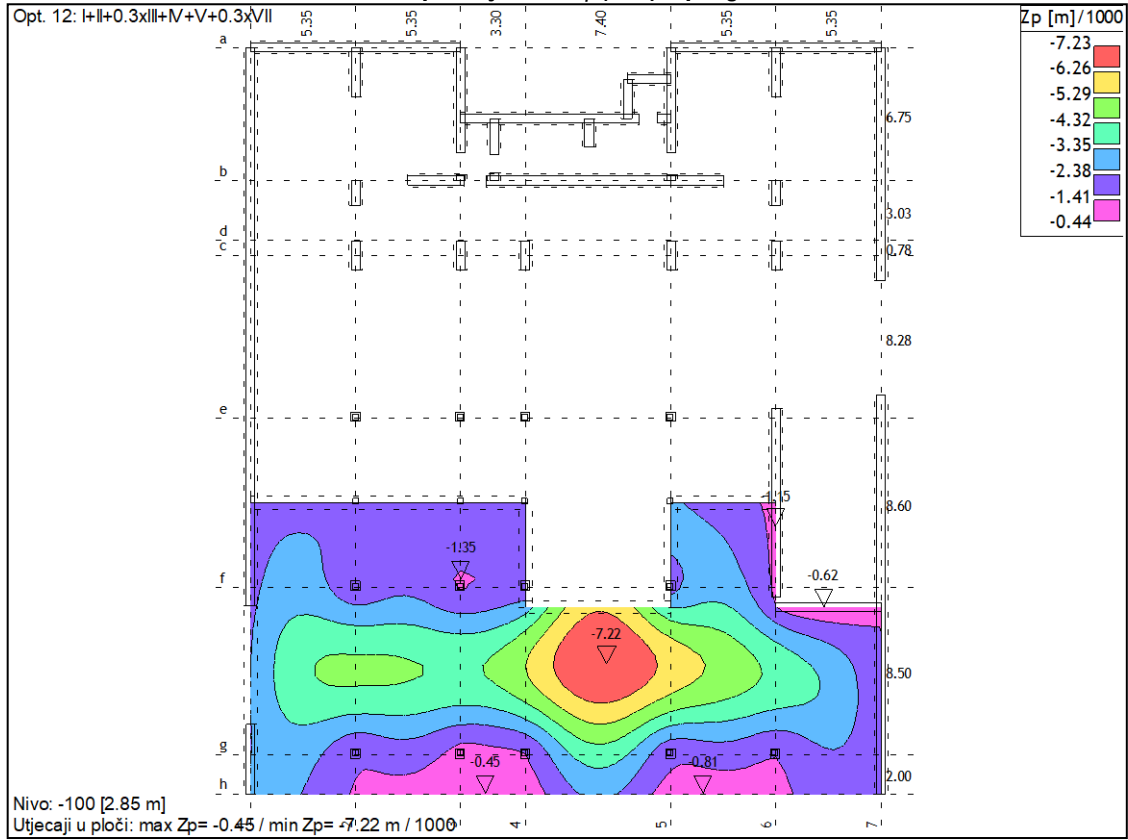 Opt. 12: I+II+0.3xIII+IV+V+0.3xVII
5.35
5.35
3.30
7.40
5.35
5.35
Zp [m] / 1000
-7.23
-6.26
-5.29
-4.32
-3.35
-2.38
-1.41
-0.44
a
6.75
b
3.03
d
c
0.78
8.28
e
8.60
-1.35
-0.62
f
-7.22
8.50
g
-0.45
-0.81
h
2.00
4
5
6
7
Nivo: -100 [2.85 m]
Utjecaji u ploči: max Zp= -0.45 / min Zp= -7.22 m / 1000